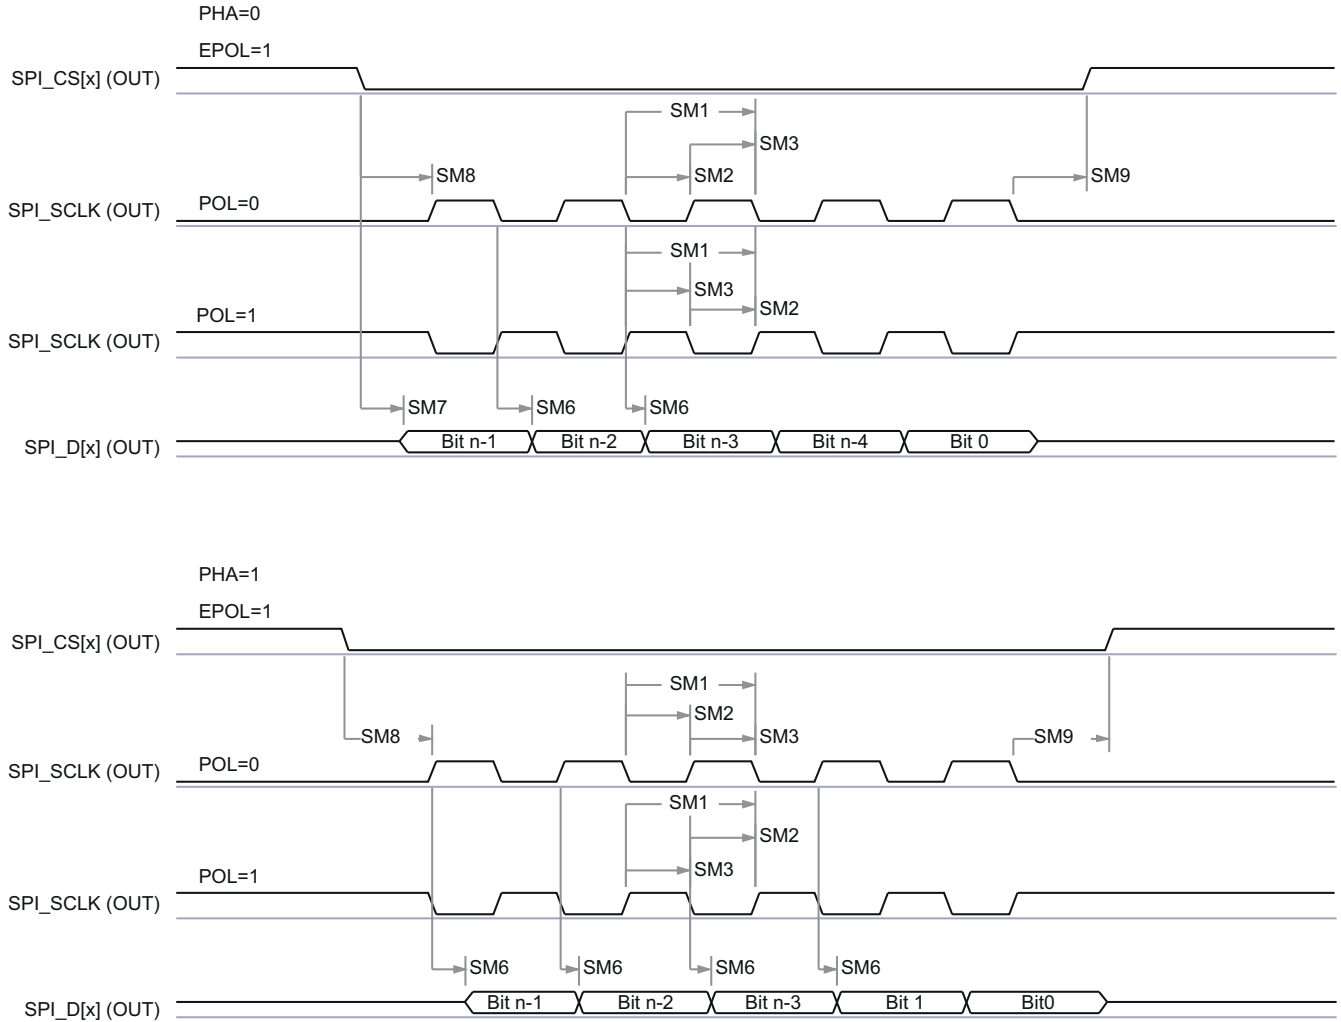 PHA=0
EPOL=1
SPI_CS[x] (OUT)
SM1
SM3
SM8
SM2
SM9
SPI_SCLK (OUT)
POL=0
SM1
SM3
SM2
POL=1
SPI_SCLK (OUT)
SM7
SM6
SM6
SPI_D[x] (OUT)
Bit n-1
Bit n-2
Bit n-3
Bit n-4
Bit 0
PHA=1
EPOL=1
SPI_CS[x] (OUT)
SM1
SM2
SM8
SM3
SM9
SPI_SCLK (OUT)
POL=0
SM1
SM2
SM3
POL=1
SPI_SCLK (OUT)
SM6
SM6
SM6
SM6
SPI_D[x] (OUT)
Bit n-1
Bit n-2
Bit n-3
Bit 1
Bit0